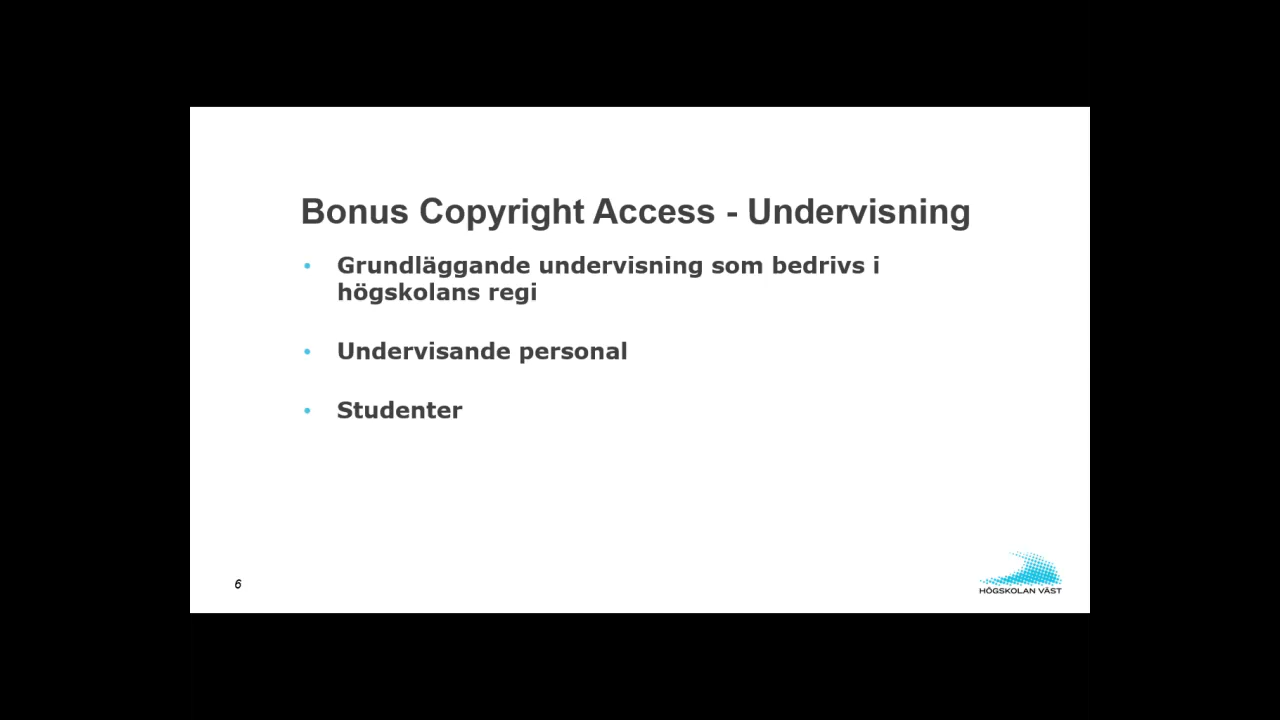 Bonus Copyright Access - Undervisning
• Grundläggande undervisning som bedrivs i
högskolans regi
• Undervisande personal
• Studenter
6
HÖGSKOLAN VÄST